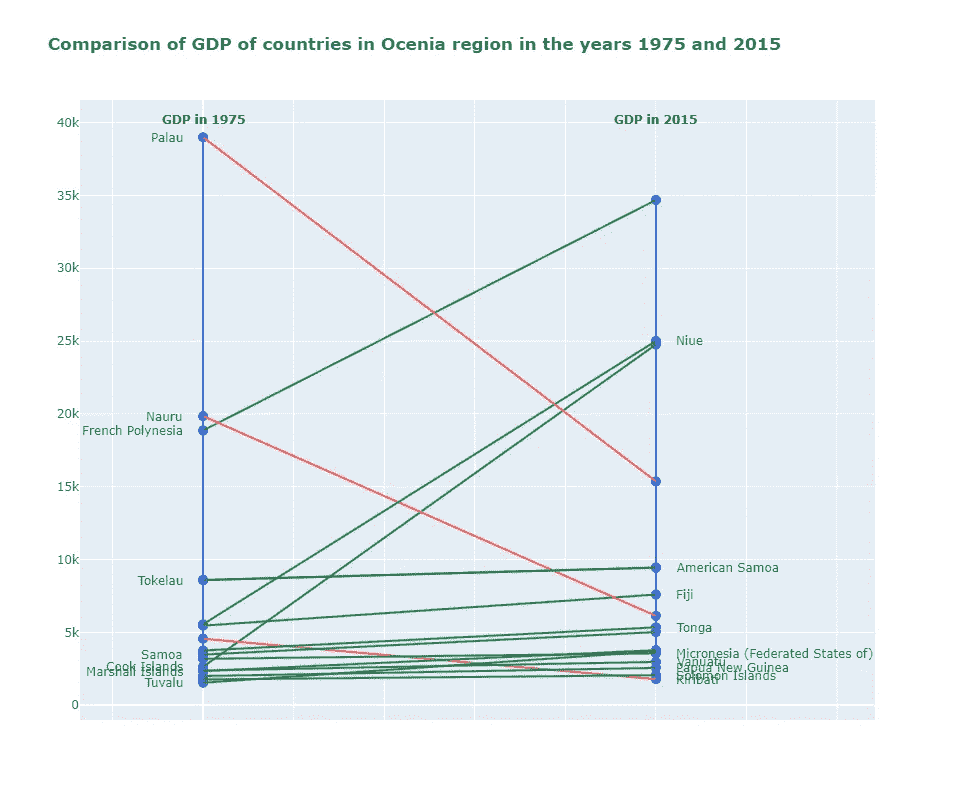 Comparison of GDP of countries in Ocenia region in the years 1975 and 2015
GDP in 1975
GDP in 2015
40k
Palau
35k
30k
25k
Niue
20k
Nauru
French Polynesia
15k
10k
Tokelau
American Samoa
Fiji
5k
Tonga
Samoa
Micronesia (Federated States of)
Vanuatu
Cook Islands
Papua New Guinea
Marshall Islands
Solomon Islands
Kiribati
Tuvalu
0